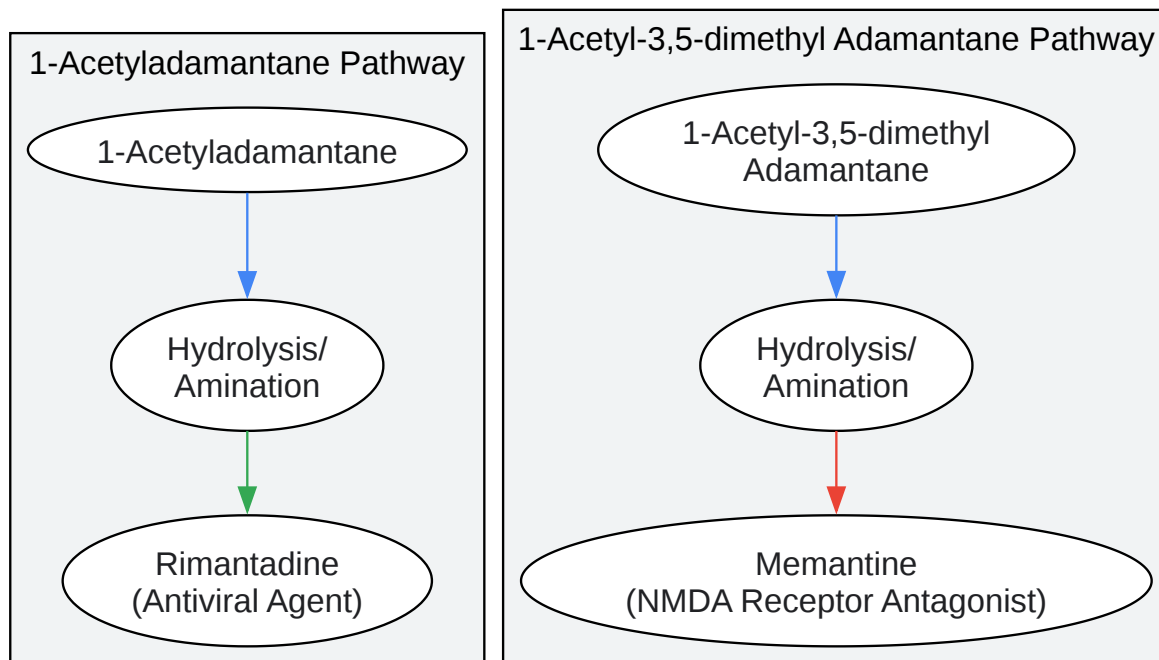 1-Acetyladamantane Pathway
1-Acetyladamantane
Hydrolysis/
Amination
Rimantadine
(Antiviral Agent)
1-Acetyl-3,5-dimethyl Adamantane Pathway
1-Acetyl-3,5-dimethyl
Adamantane
Hydrolysis/
Amination
Memantine
(NMDA Receptor Antagonist)